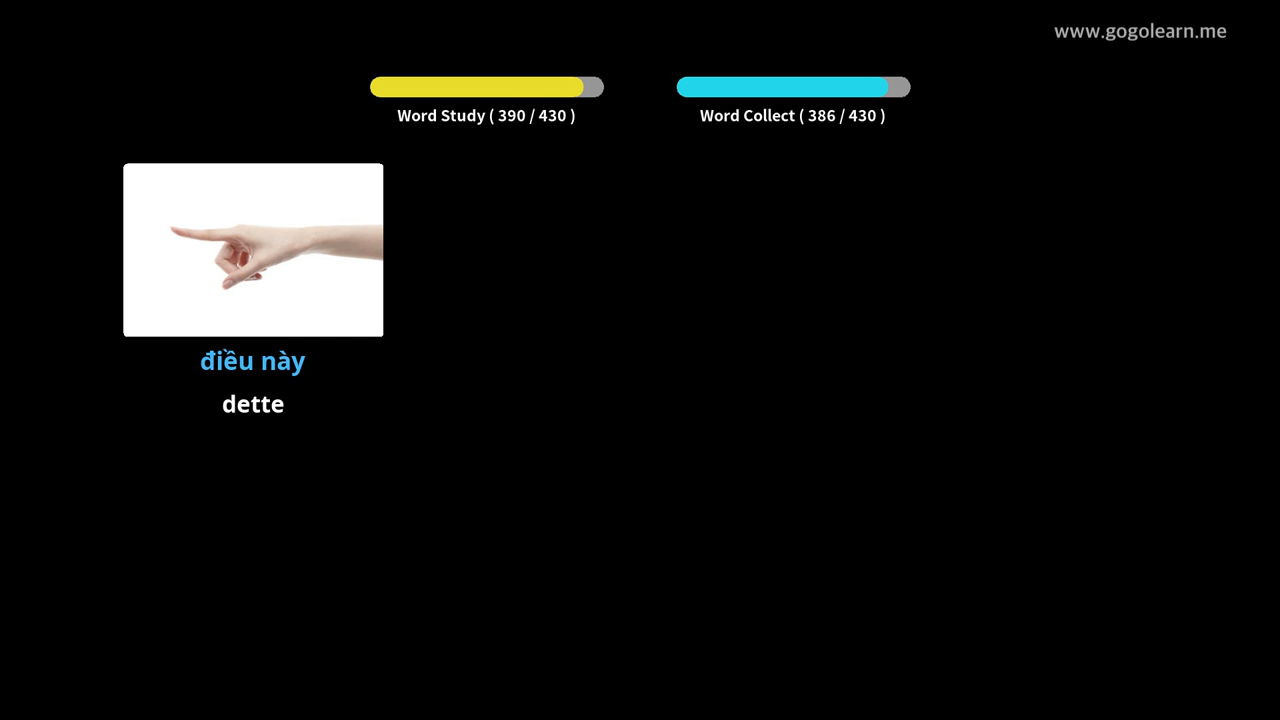 www.gogolearn.me
Word Study ( 390 / 430 )
Word Collect ( 386 / 430 )
điều này
dette